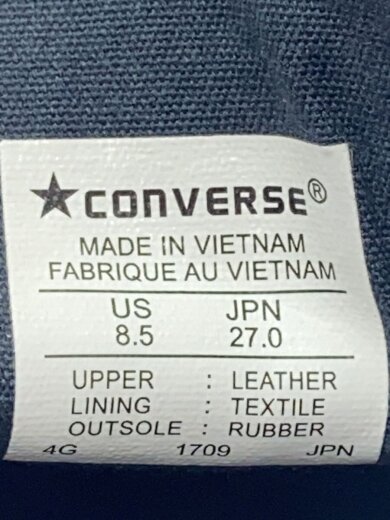 ★CONVERSE®
MADE IN VIETNAM
FABRIQUE AU VIETNAM
US JPN
8.5 27.0
UPPER : LEATHER
LINING : TEXTILE
OUTSOLE : RUBBER
4G 1709 JPN